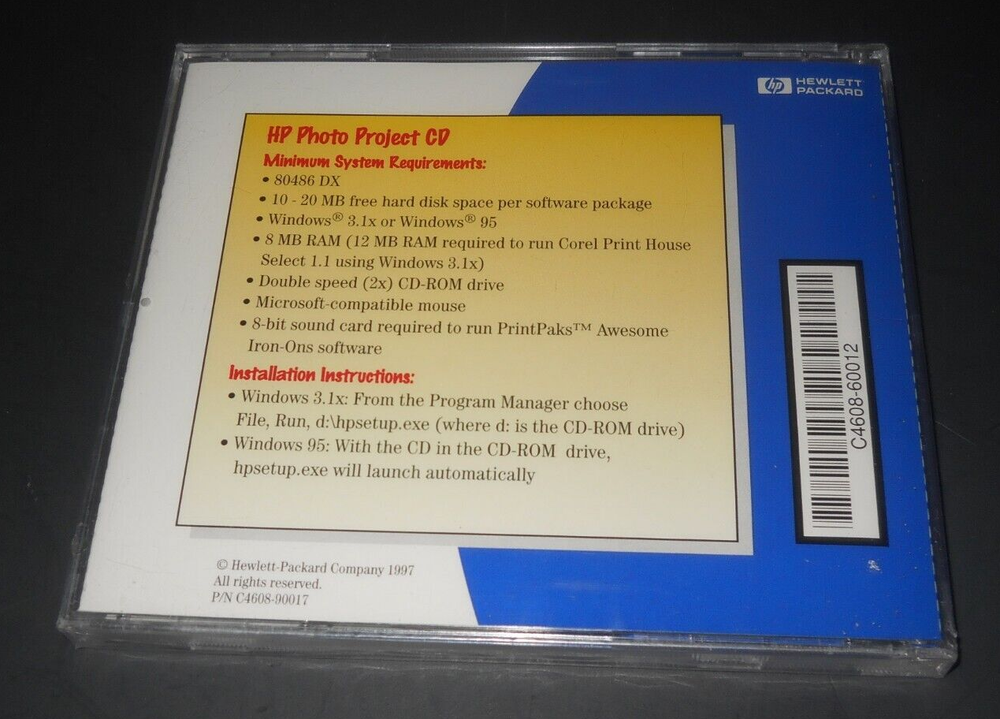 hp HEWLETT
PACKARD
HP Photo Project CD
Minimum System Requirements:
• 80486 DX
• 10 - 20 MB free hard disk space per software package
• Windows® 3.1x or Windows® 95
• 8 MB RAM (12 MB RAM required to run Corel Print House
Select 1.1 using Windows 3.1x)
• Double speed (2x) CD-ROM drive
• Microsoft-compatible mouse
• 8-bit sound card required to run PrintPaks™ Awesome
Iron-Ons software
Installation Instructions:
• Windows 3.1x: From the Program Manager choose
File, Run, d:\hpsetup.exe (where d: is the CD-ROM drive)
• Windows 95: With the CD in the CD-ROM drive,
hpsetup.exe will launch automatically
C4608-60012
© Hewlett-Packard Company 1997
All rights reserved.
P/N C4608-90017